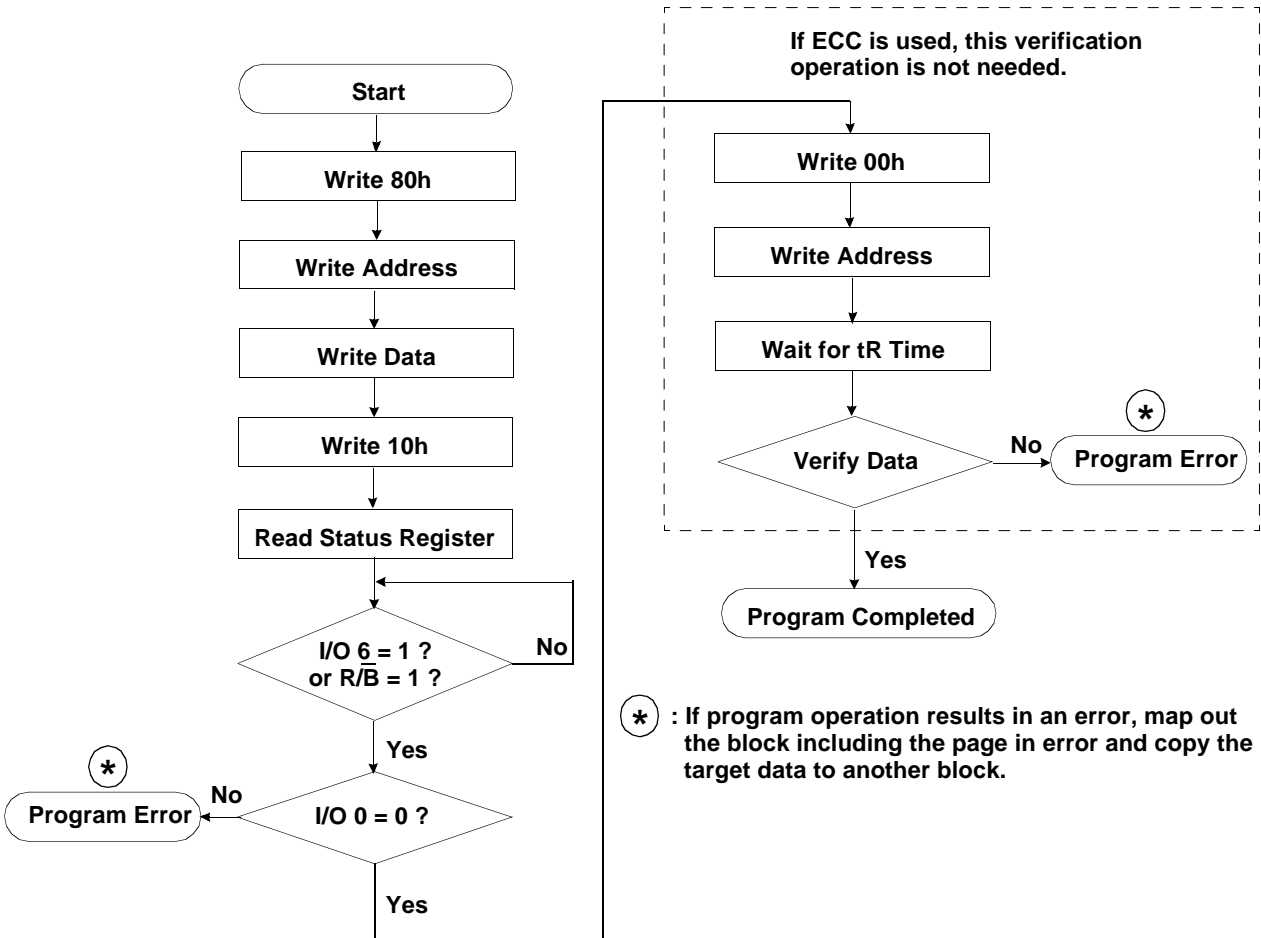 Start
Write 80h
Write Address
Write Data
Write 10h
Read Status Register
I/O 6 = 1 ?
or R/B̅ = 1 ?
No
Yes
*
No
Program Error
I/O 0 = 0 ?
Yes
If ECC is used, this verification
operation is not needed.
Write 00h
Write Address
Wait for tR Time
*
Verify Data
No
Program Error
Yes
Program Completed
* : If program operation results in an error, map out
the block including the page in error and copy the
target data to another block.